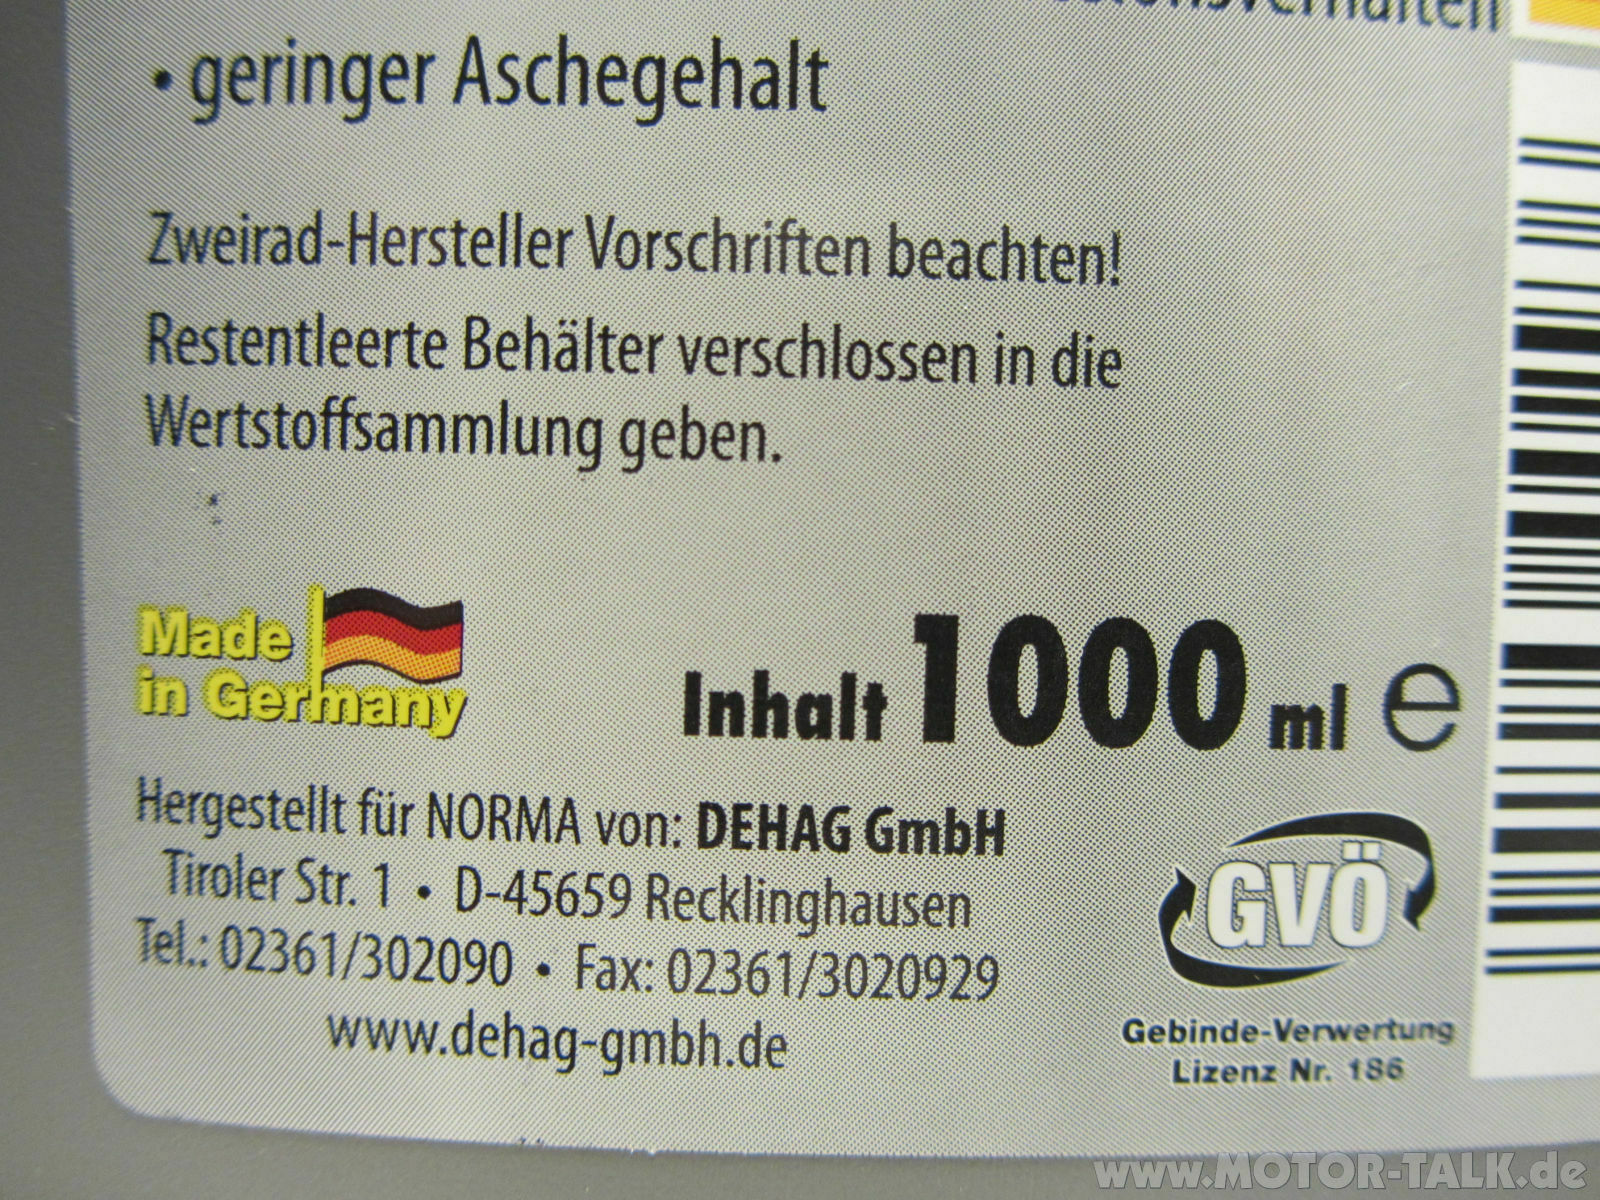 • geringer Aschegehalt
Zweirad-Hersteller Vorschriften beachten!
Restentleerte Behälter verschlossen in die
Wertstoffsammlung geben.
Made
in Germany
Inhalt 1000 ml ℮
Hergestellt für NORMA von: DEHAG GmbH
Tiroler Str. 1 • D-45659 Recklinghausen
Tel.: 02361/302090 • Fax: 02361/3020929
www.dehag-gmbh.de
GVÖ
Gebinde-Verwertung
Lizenz Nr. 186
www.MOTOR-TALK.de